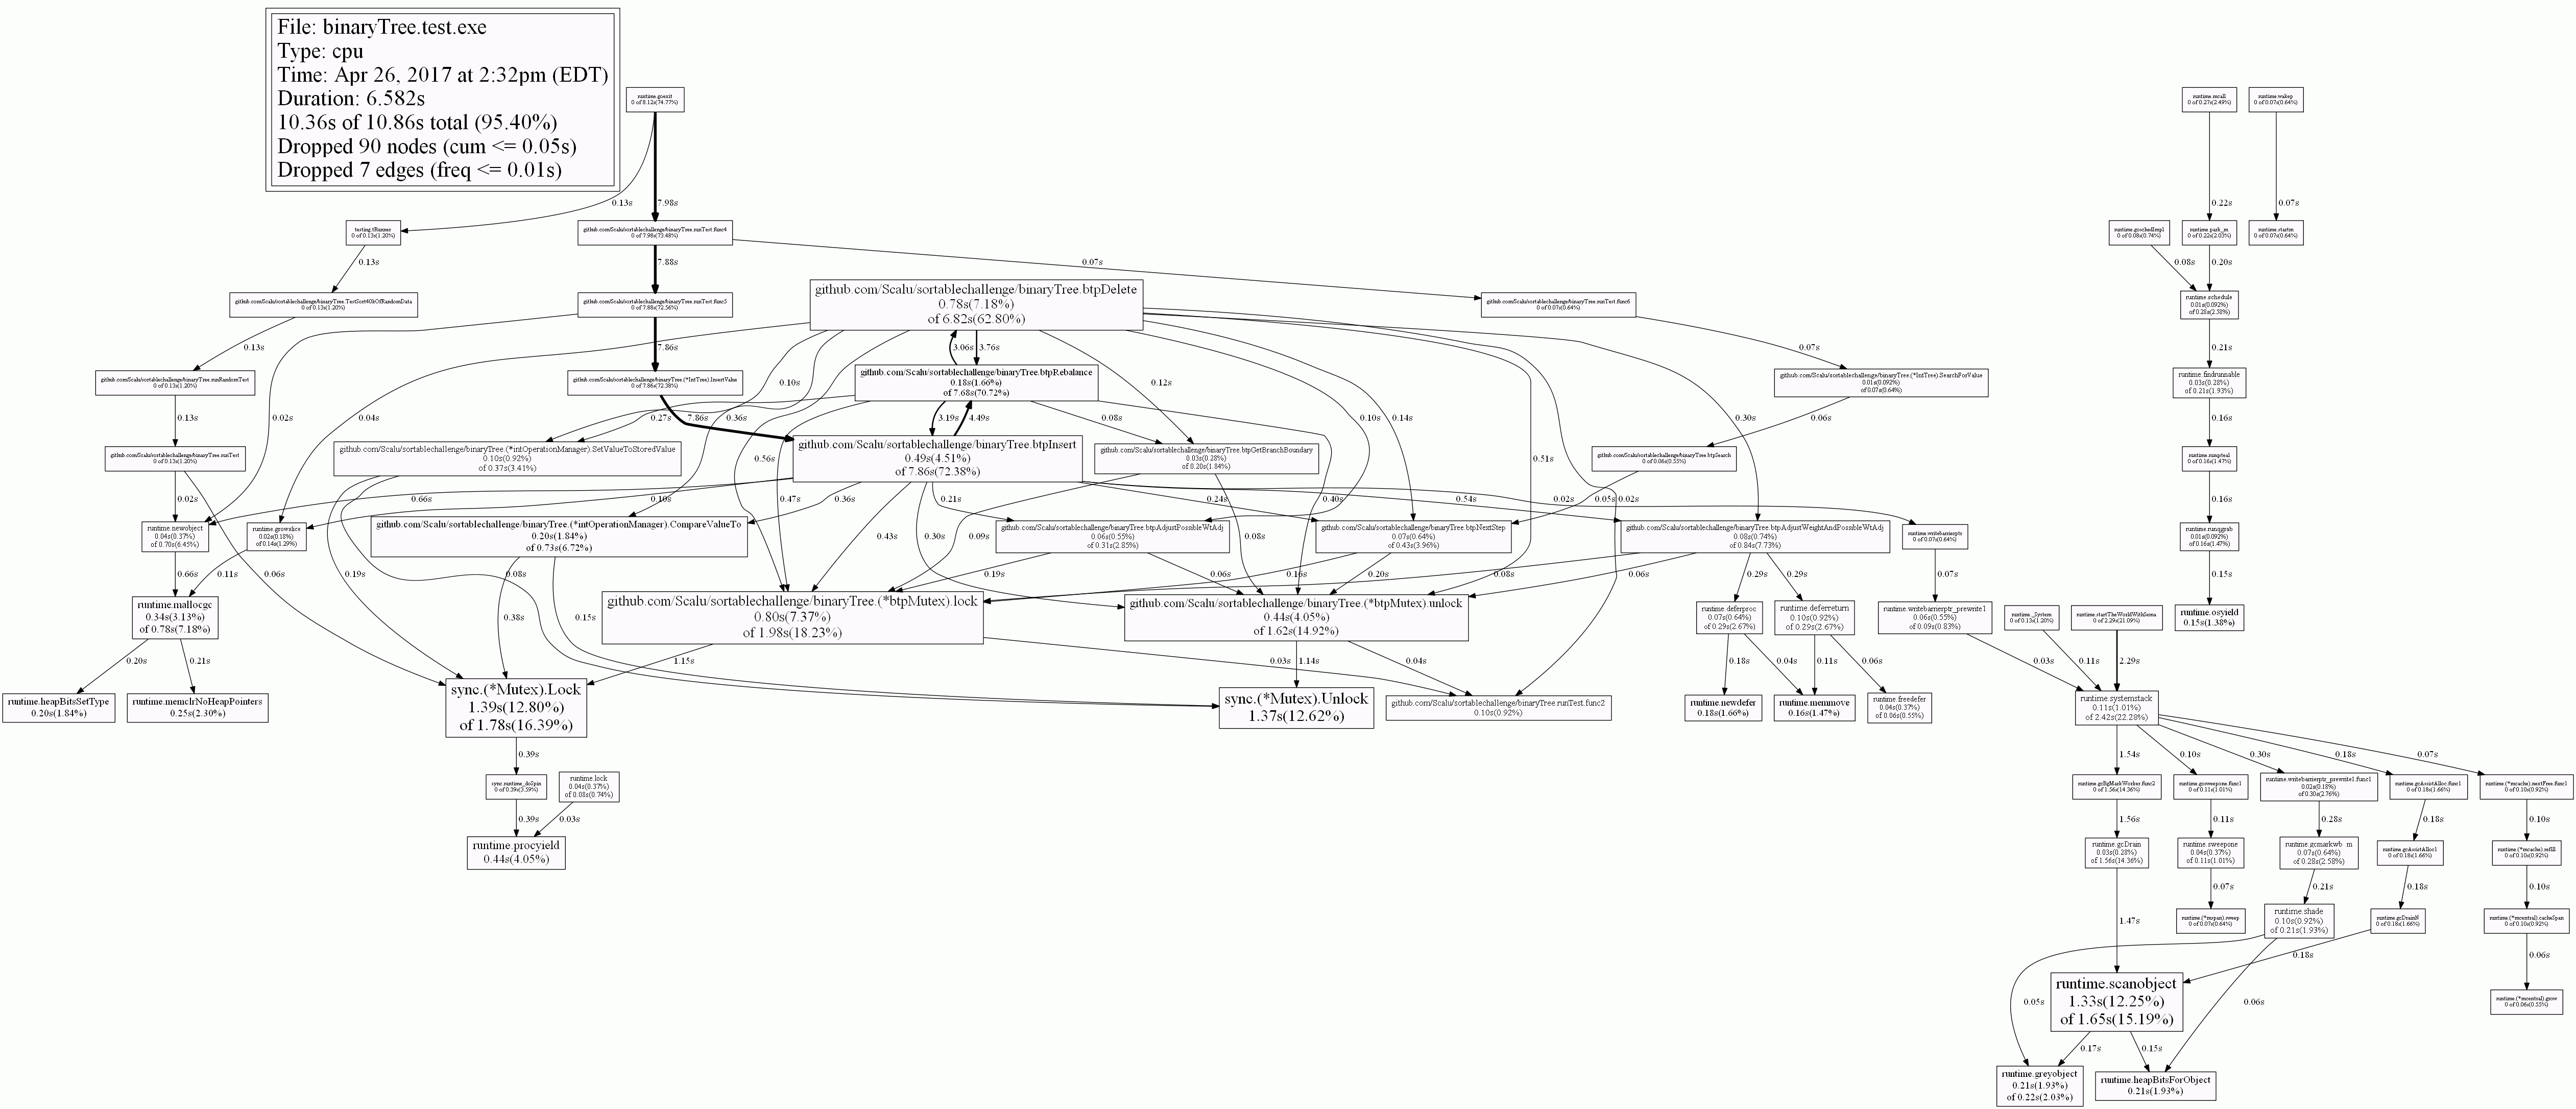 File: binaryTree.test.exe
Type: cpu
Time: Apr 26, 2017 at 2:32pm (EDT)
Duration: 6.582s
10.36s of 10.86s total (95.40%)
Dropped 90 nodes (cum <= 0.05s)
Dropped 7 edges (freq <= 0.01s)
runtime.goexit
0 of 8.12s(74.77%)
runtime.mcall
0 of 0.27s(2.49%)
runtime.wakep
0 of 0.07s(0.64%)
0.13s
7.98s
0.22s
0.07s
testing.tRunner
0 of 0.13s(1.20%)
github.com/Scalu/sortablechallenge/binaryTree.runTest.func4
0 of 7.98s(73.48%)
runtime.goschedImpl
0 of 0.08s(0.74%)
runtime.park_m
0 of 0.22s(2.03%)
runtime.startm
0 of 0.07s(0.64%)
0.13s
7.88s
0.07s
0.08s
0.20s
github.com/Scalu/sortablechallenge/binaryTree.TestSort40kOfRandomData
0 of 0.13s(1.20%)
github.com/Scalu/sortablechallenge/binaryTree.runTest.func5
0 of 7.88s(72.56%)
github.com/Scalu/sortablechallenge/binaryTree.btpDelete
0.78s(7.18%)
of 6.82s(62.80%)
github.com/Scalu/sortablechallenge/binaryTree.runTest.func6
0 of 0.07s(0.64%)
runtime.schedule
0.01s(0.092%)
of 0.28s(2.58%)
0.13s
7.86s
3.06s
3.76s
0.07s
0.21s
github.com/Scalu/sortablechallenge/binaryTree.runRandomTest
0 of 0.13s(1.20%)
github.com/Scalu/sortablechallenge/binaryTree.(*IntTree).InsertValue
0 of 7.86s(72.38%)
0.10s
github.com/Scalu/sortablechallenge/binaryTree.btpRebalance
0.18s(1.66%)
of 7.68s(70.72%)
0.12s
github.com/Scalu/sortablechallenge/binaryTree.(*IntTree).SearchForValue
0.01s(0.092%)
of 0.07s(0.64%)
runtime.findrunnable
0.03s(0.28%)
of 0.21s(1.93%)
0.13s
0.02s
0.04s
0.27s
7.86s
0.36s
3.19s
4.49s
0.08s
0.10s
0.14s
0.30s
0.06s
0.16s
github.com/Scalu/sortablechallenge/binaryTree.runTest
0 of 0.13s(1.20%)
github.com/Scalu/sortablechallenge/binaryTree.(*intOperationManager).SetValueToStoredValue
0.10s(0.92%)
of 0.37s(3.41%)
0.56s
github.com/Scalu/sortablechallenge/binaryTree.btpInsert
0.49s(4.51%)
of 7.86s(72.38%)
github.com/Scalu/sortablechallenge/binaryTree.btpGetBranchBoundary
0.03s(0.28%)
of 0.20s(1.84%)
0.51s
github.com/Scalu/sortablechallenge/binaryTree.btpSearch
0 of 0.06s(0.55%)
runtime.runqsteal
0 of 0.16s(1.47%)
0.02s
0.66s
0.10s
0.47s
0.36s
0.21s
0.24s
0.40s
0.54s
0.02s
0.05s
0.02s
0.16s
runtime.newobject
0.04s(0.37%)
of 0.70s(6.45%)
runtime.growslice
0.02s(0.18%)
of 0.14s(1.29%)
github.com/Scalu/sortablechallenge/binaryTree.(*intOperationManager).CompareValueTo
0.20s(1.84%)
of 0.73s(6.72%)
0.43s
0.30s
0.09s
github.com/Scalu/sortablechallenge/binaryTree.btpAdjustPossibleWtAdj
0.06s(0.55%)
of 0.31s(2.85%)
0.08s
github.com/Scalu/sortablechallenge/binaryTree.btpNextStep
0.07s(0.64%)
of 0.43s(3.96%)
github.com/Scalu/sortablechallenge/binaryTree.btpAdjustWeightAndPossibleWtAdj
0.08s(0.74%)
of 0.84s(7.73%)
runtime.writebarrierptr
0 of 0.07s(0.64%)
runtime.runqgrab
0.01s(0.092%)
of 0.16s(1.47%)
0.66s
0.11s
0.06s
0.19s
0.08s
0.19s
0.06s
0.16s
0.20s
0.08s
0.06s
0.29s
0.29s
0.07s
0.15s
runtime.mallocgc
0.34s(3.13%)
of 0.78s(7.18%)
0.38s
0.15s
github.com/Scalu/sortablechallenge/binaryTree.(*btpMutex).lock
0.80s(7.37%)
of 1.98s(18.23%)
github.com/Scalu/sortablechallenge/binaryTree.(*btpMutex).unlock
0.44s(4.05%)
of 1.62s(14.92%)
runtime.deferproc
0.07s(0.64%)
of 0.29s(2.67%)
runtime.deferreturn
0.10s(0.92%)
of 0.29s(2.67%)
runtime.writebarrierptr_prewrite1
0.06s(0.55%)
of 0.09s(0.83%)
runtime._System
0 of 0.13s(1.20%)
runtime.startTheWorldWithSema
0 of 2.29s(21.09%)
runtime.osyield
0.15s(1.38%)
0.20s
0.21s
1.15s
0.03s
1.14s
0.04s
0.18s
0.04s
0.11s
0.06s
0.03s
0.11s
2.29s
runtime.heapBitsSetType
0.20s(1.84%)
runtime.memclrNoHeapPointers
0.25s(2.30%)
sync.(*Mutex).Lock
1.39s(12.80%)
of 1.78s(16.39%)
sync.(*Mutex).Unlock
1.37s(12.62%)
github.com/Scalu/sortablechallenge/binaryTree.runTest.func2
0.10s(0.92%)
runtime.newdefer
0.18s(1.66%)
runtime.memmove
0.16s(1.47%)
runtime.freedefer
0.04s(0.37%)
of 0.06s(0.55%)
runtime.systemstack
0.11s(1.01%)
of 2.42s(22.28%)
0.39s
1.54s
0.10s
0.30s
0.18s
0.07s
sync.runtime_doSpin
0 of 0.39s(3.59%)
runtime.lock
0.04s(0.37%)
of 0.08s(0.74%)
runtime.gcBgMarkWorker.func2
0 of 1.56s(14.36%)
runtime.gosweepone.func1
0 of 0.11s(1.01%)
runtime.writebarrierptr_prewrite1.func1
0.02s(0.18%)
of 0.30s(2.76%)
runtime.gcAssistAlloc.func1
0 of 0.18s(1.66%)
runtime.(*mcache).nextFree.func1
0 of 0.10s(0.92%)
0.39s
0.03s
1.56s
0.11s
0.28s
0.18s
0.10s
runtime.procyield
0.44s(4.05%)
runtime.gcDrain
0.03s(0.28%)
of 1.56s(14.36%)
runtime.sweepone
0.04s(0.37%)
of 0.11s(1.01%)
runtime.gcmarkwb_m
0.07s(0.64%)
of 0.28s(2.58%)
runtime.gcAssistAlloc1
0 of 0.18s(1.66%)
runtime.(*mcache).refill
0 of 0.10s(0.92%)
1.47s
0.07s
0.21s
0.18s
0.10s
runtime.(*mspan).sweep
0 of 0.07s(0.64%)
runtime.shade
0.10s(0.92%)
of 0.21s(1.93%)
runtime.gcDrainN
0 of 0.18s(1.66%)
runtime.(*mcentral).cacheSpan
0 of 0.10s(0.92%)
0.18s
0.06s
runtime.scanobject
1.33s(12.25%)
of 1.65s(15.19%)
0.05s
0.06s
runtime.(*mcentral).grow
0 of 0.06s(0.55%)
0.17s
0.15s
runtime.greyobject
0.21s(1.93%)
of 0.22s(2.03%)
runtime.heapBitsForObject
0.21s(1.93%)